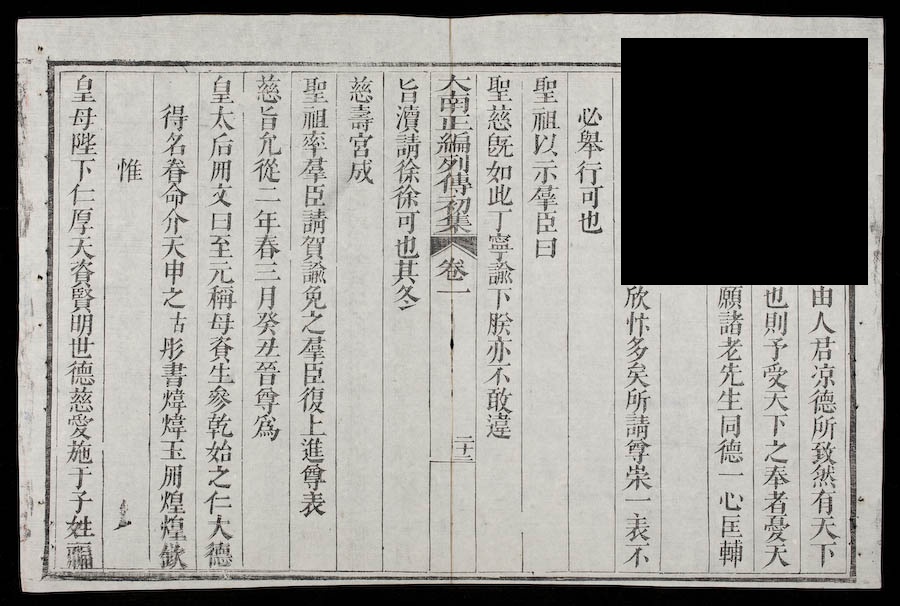 由人君凉德所致然有天下
也則予受天下之奉者憂天
願諸老先生同德一心匡輔
欣忭多矣所請尊崇一表不
必舉行可也
聖祖以示羣臣曰
聖慈既如此丁寧諭下朕亦不敢違
大南正編列傳初集 卷一 二十二
旨瀆請徐徐可也其冬
慈壽宮成
聖祖率羣臣請賀諭免之羣臣復上進尊表
慈旨允從二年春三月癸丑晉尊爲
皇太后册文曰至元稱母資生參乾始之仁大德
得名眷命介天申之古彤書煒煒玉册煌煌欽
惟
皇母陛下仁厚天資賢明世德慈愛施于子姓